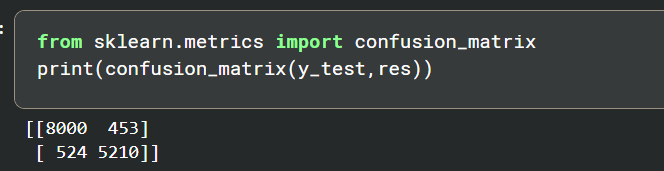 :
from sklearn.metrics import confusion_matrix
print(confusion_matrix(y_test,res))
[[8000  453]
 [ 524 5210]]